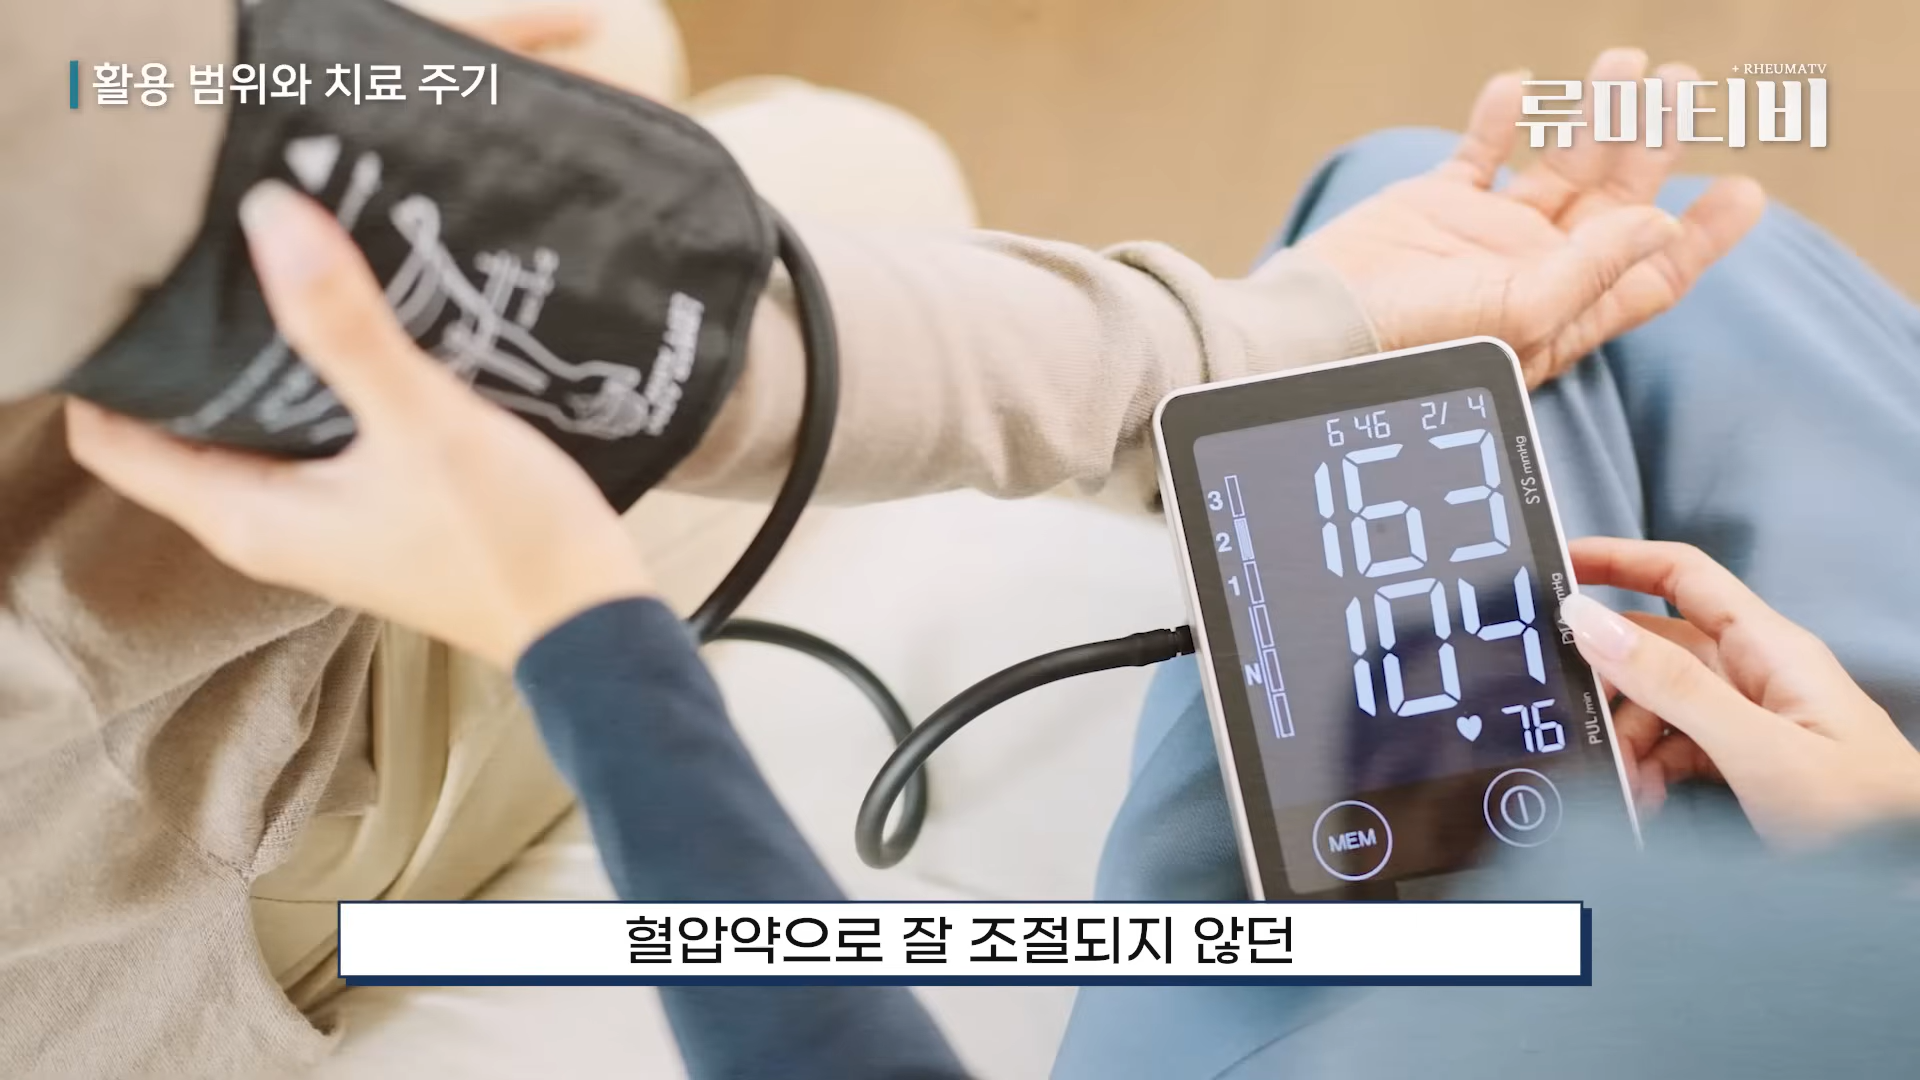 활용 범위와 치료 주기
+ RHEUMATV
류마티비
6 46 2/ 4
163
SYS mmHg
3
2
1
N
104
mmHg
76
PUL/min
MEM
혈압약으로 잘 조절되지 않던